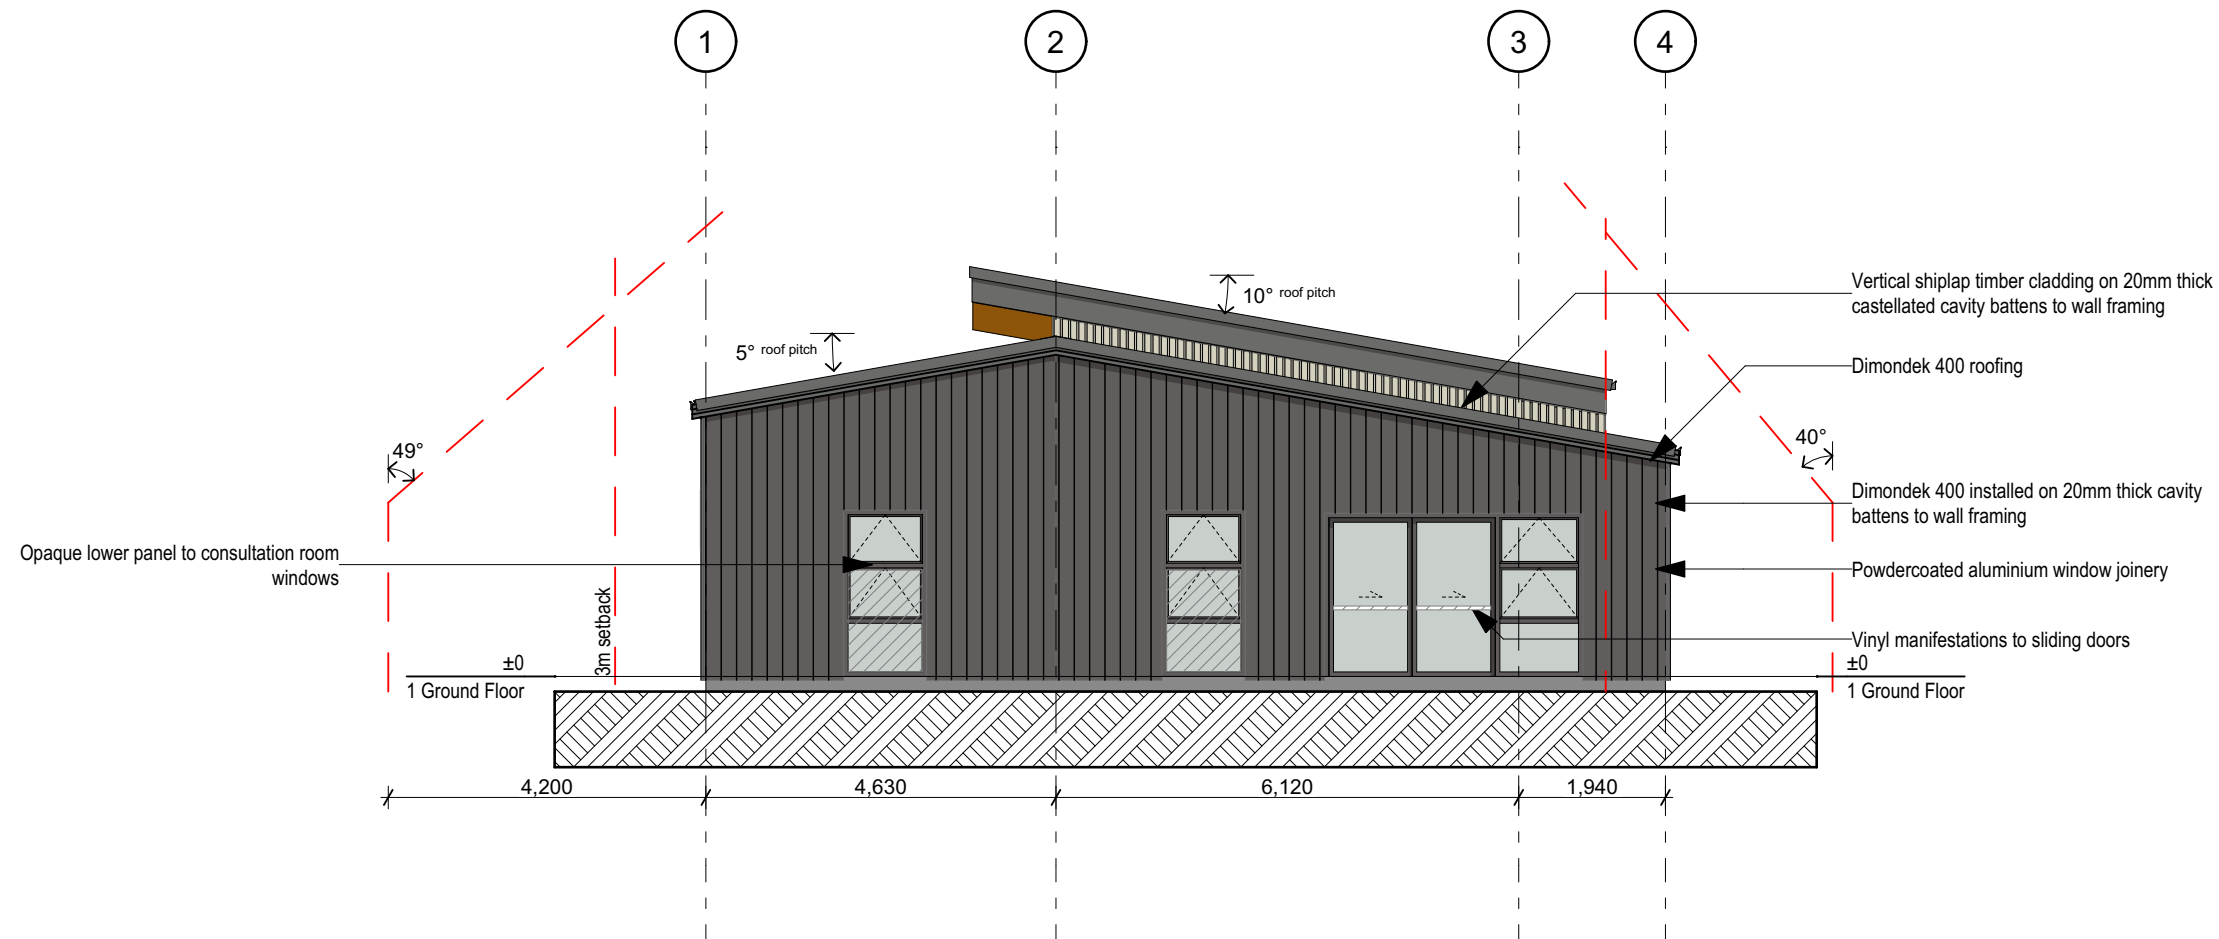 1
2
3
4
10° roof pitch
5° roof pitch
Vertical shiplap timber cladding on 20mm thick
castellated cavity battens to wall framing
Dimondek 400 roofing
49°
40°
Dimondek 400 installed on 20mm thick cavity
battens to wall framing
Opaque lower panel to consultation room
windows
Powdercoated aluminium window joinery
3m setback
Vinyl manifestations to sliding doors
±0
1 Ground Floor
±0
1 Ground Floor
4,200
4,630
6,120
1,940